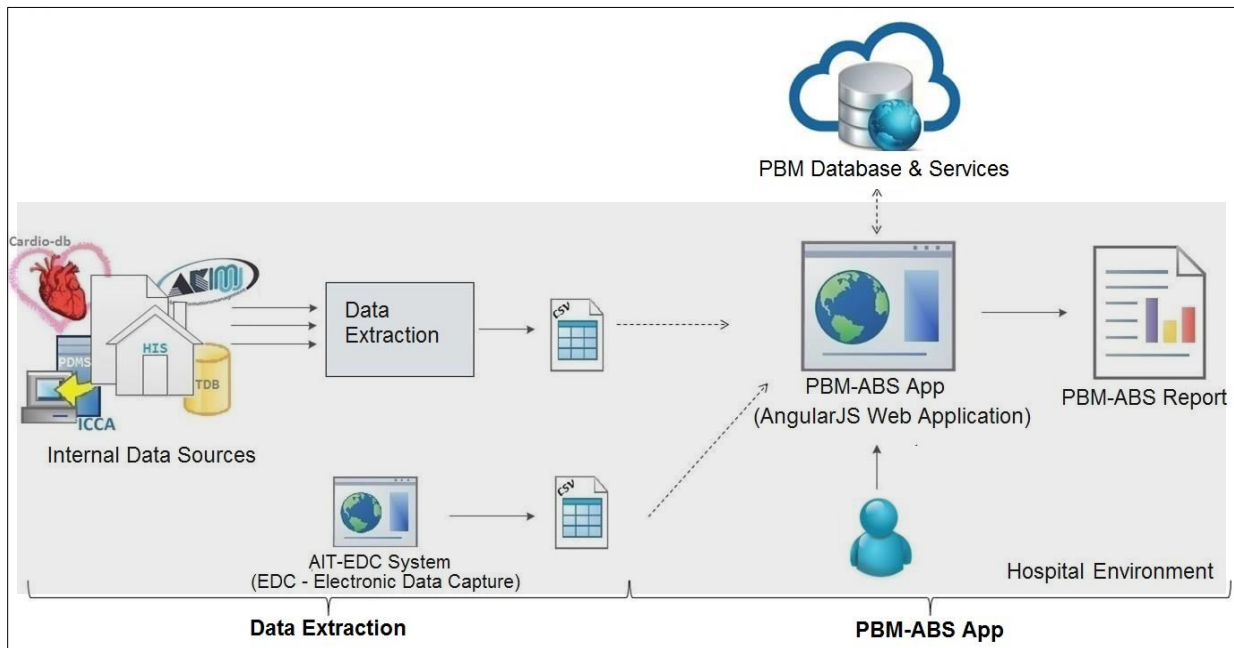 PBM Database & Services
Cardio-db
AKIM
HIS
PDMS
TDB
ICCA
Internal Data Sources
Data
Extraction
CSV
PBM-ABS App
(AngularJS Web Application)
PBM-ABS Report
AIT-EDC System
(EDC - Electronic Data Capture)
CSV
Hospital Environment
Data Extraction
PBM-ABS App